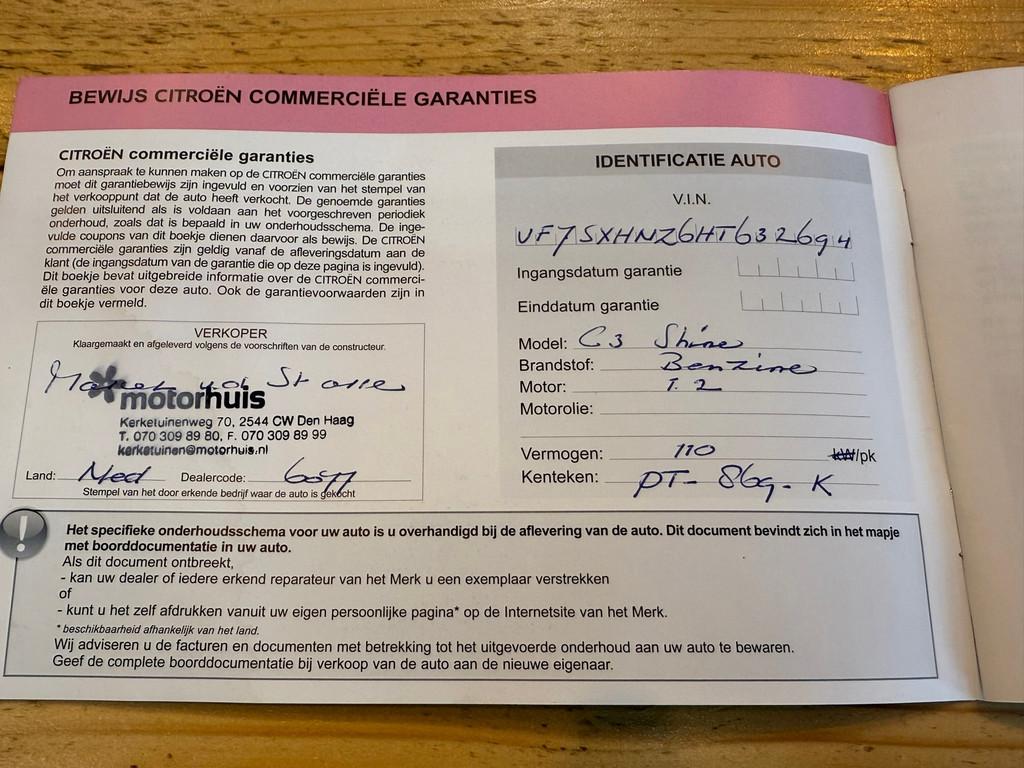 BEWIJS CITROËN COMMERCIËLE GARANTIES
CITROËN commerciële garanties
Om aanspraak te kunnen maken op de CITROËN commerciële garanties
moet dit garantiebewijs zijn ingevuld en voorzien van het stempel van
het verkooppunt dat de auto heeft verkocht. De genoemde garanties
gelden uitsluitend als is voldaan aan het voorgeschreven periodiek
onderhoud, zoals dat is bepaald in uw onderhoudsschema. De inge-
vulde coupons van dit boekje dienen daarvoor als bewijs. De CITROËN
commerciële garanties zijn geldig vanaf de afleveringsdatum aan de
klant (de ingangsdatum van de garantie die op deze pagina is ingevuld).
Dit boekje bevat uitgebreide informatie over de CITROËN commerci-
ële garanties voor deze auto. Ook de garantievoorwaarden zijn in
dit boekje vermeld.
VERKOPER
Klaargemaakt en afgeleverd volgens de voorschriften van de constructeur.
motorhuis
Kerketuinenweg 70, 2544 CW Den Haag
T. 070 309 89 80, F. 070 309 89 99
kerketuinen@motorhuis.nl
Land: Ned Dealercode:
Stempel van het door erkende bedrijf waar de auto is gekocht
IDENTIFICATIE AUTO
V.I.N.
VF7SXHNZ6HT632694
Ingangsdatum garantie
Einddatum garantie
Model: C3 Shine
Brandstof: Benzine
Motor: 1.2
Motorolie:
Vermogen: 110 kW/pk
Kenteken: PT-869-K
Het specifieke onderhoudsschema voor uw auto is u overhandigd bij de aflevering van de auto. Dit document bevindt zich in het mapje
met boorddocumentatie in uw auto.
Als dit document ontbreekt,
- kan uw dealer of iedere erkend reparateur van het Merk u een exemplaar verstrekken
of
- kunt u het zelf afdrukken vanuit uw eigen persoonlijke pagina* op de Internetsite van het Merk.
* beschikbaarheid afhankelijk van het land.
Wij adviseren u de facturen en documenten met betrekking tot het uitgevoerde onderhoud aan uw auto te bewaren.
Geef de complete boorddocumentatie bij verkoop van de auto aan de nieuwe eigenaar.